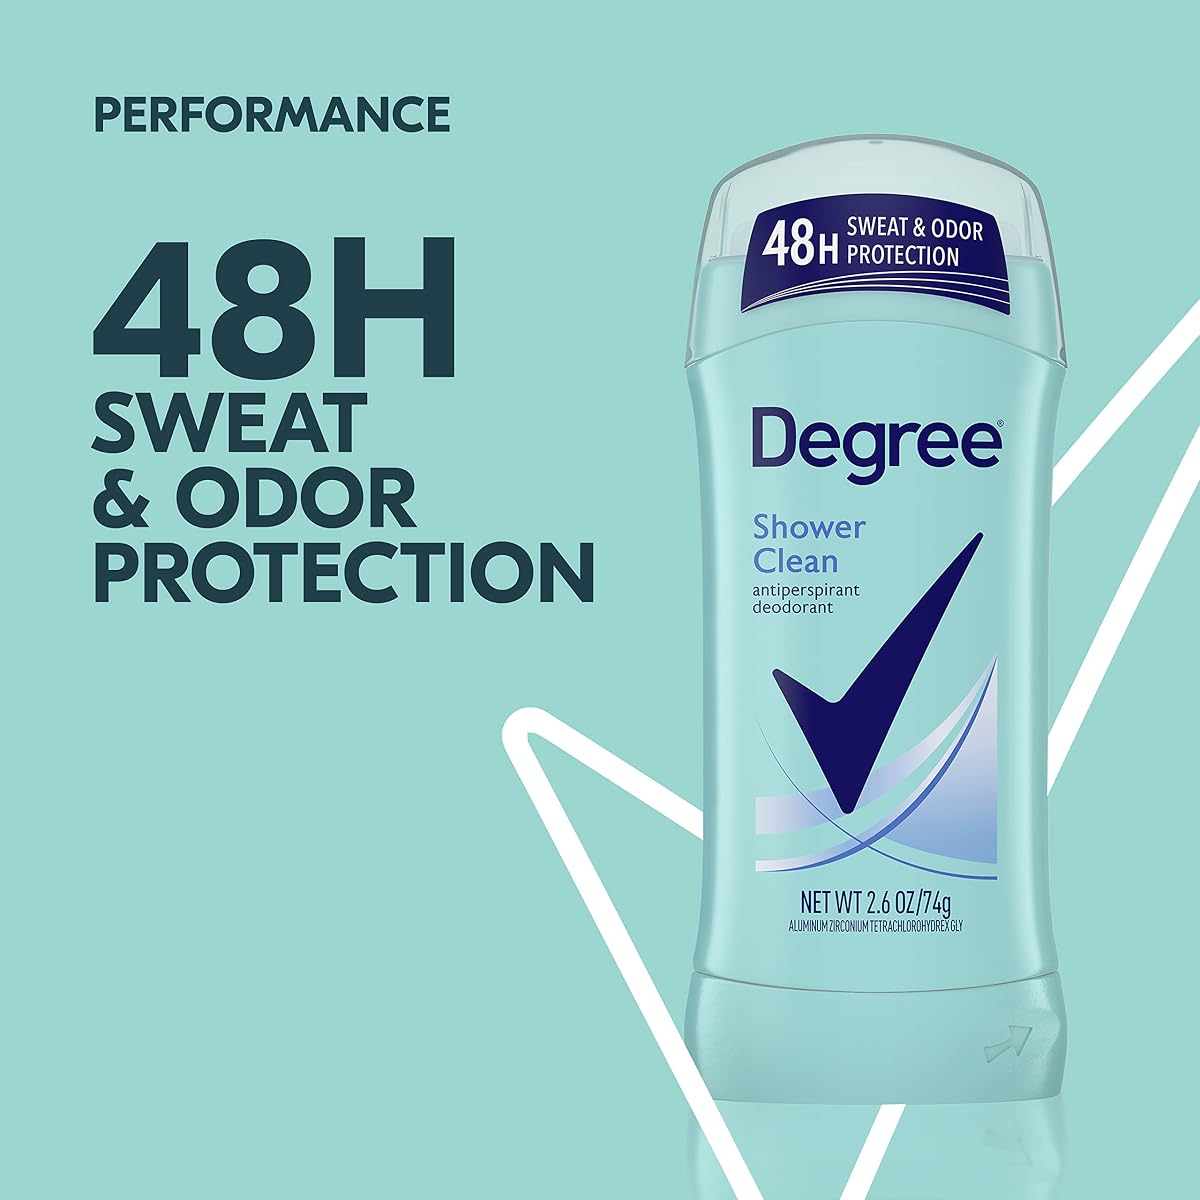 PERFORMANCE
48H
SWEAT
& ODOR
PROTECTION
48H SWEAT & ODOR
PROTECTION
Degree®
Shower
Clean
antiperspirant
deodorant
NET WT 2.6 OZ/74g
ALUMINUM ZIRCONIUM TETRACHLOROHYDREX GLY